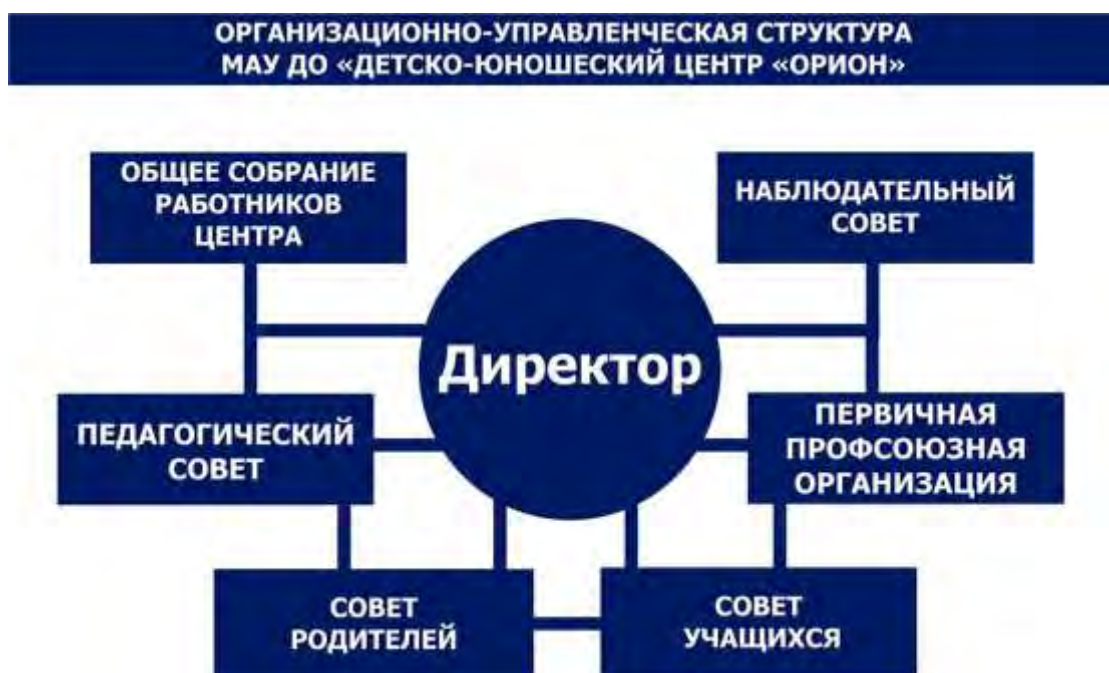 ОРГАНИЗАЦИОННО-УПРАВЛЕНЧЕСКАЯ СТРУКТУРА
МАУ ДО «ДЕТСКО-ЮНОШЕСКИЙ ЦЕНТР «ОРИОН»
ОБЩЕЕ СОБРАНИЕ
РАБОТНИКОВ
ЦЕНТРА
НАБЛЮДАТЕЛЬНЫЙ
СОВЕТ
Директор
ПЕДАГОГИЧЕСКИЙ
СОВЕТ
ПЕРВИЧНАЯ
ПРОФСОЮЗНАЯ
ОРГАНИЗАЦИЯ
СОВЕТ
РОДИТЕЛЕЙ
СОВЕТ
УЧАЩИХСЯ